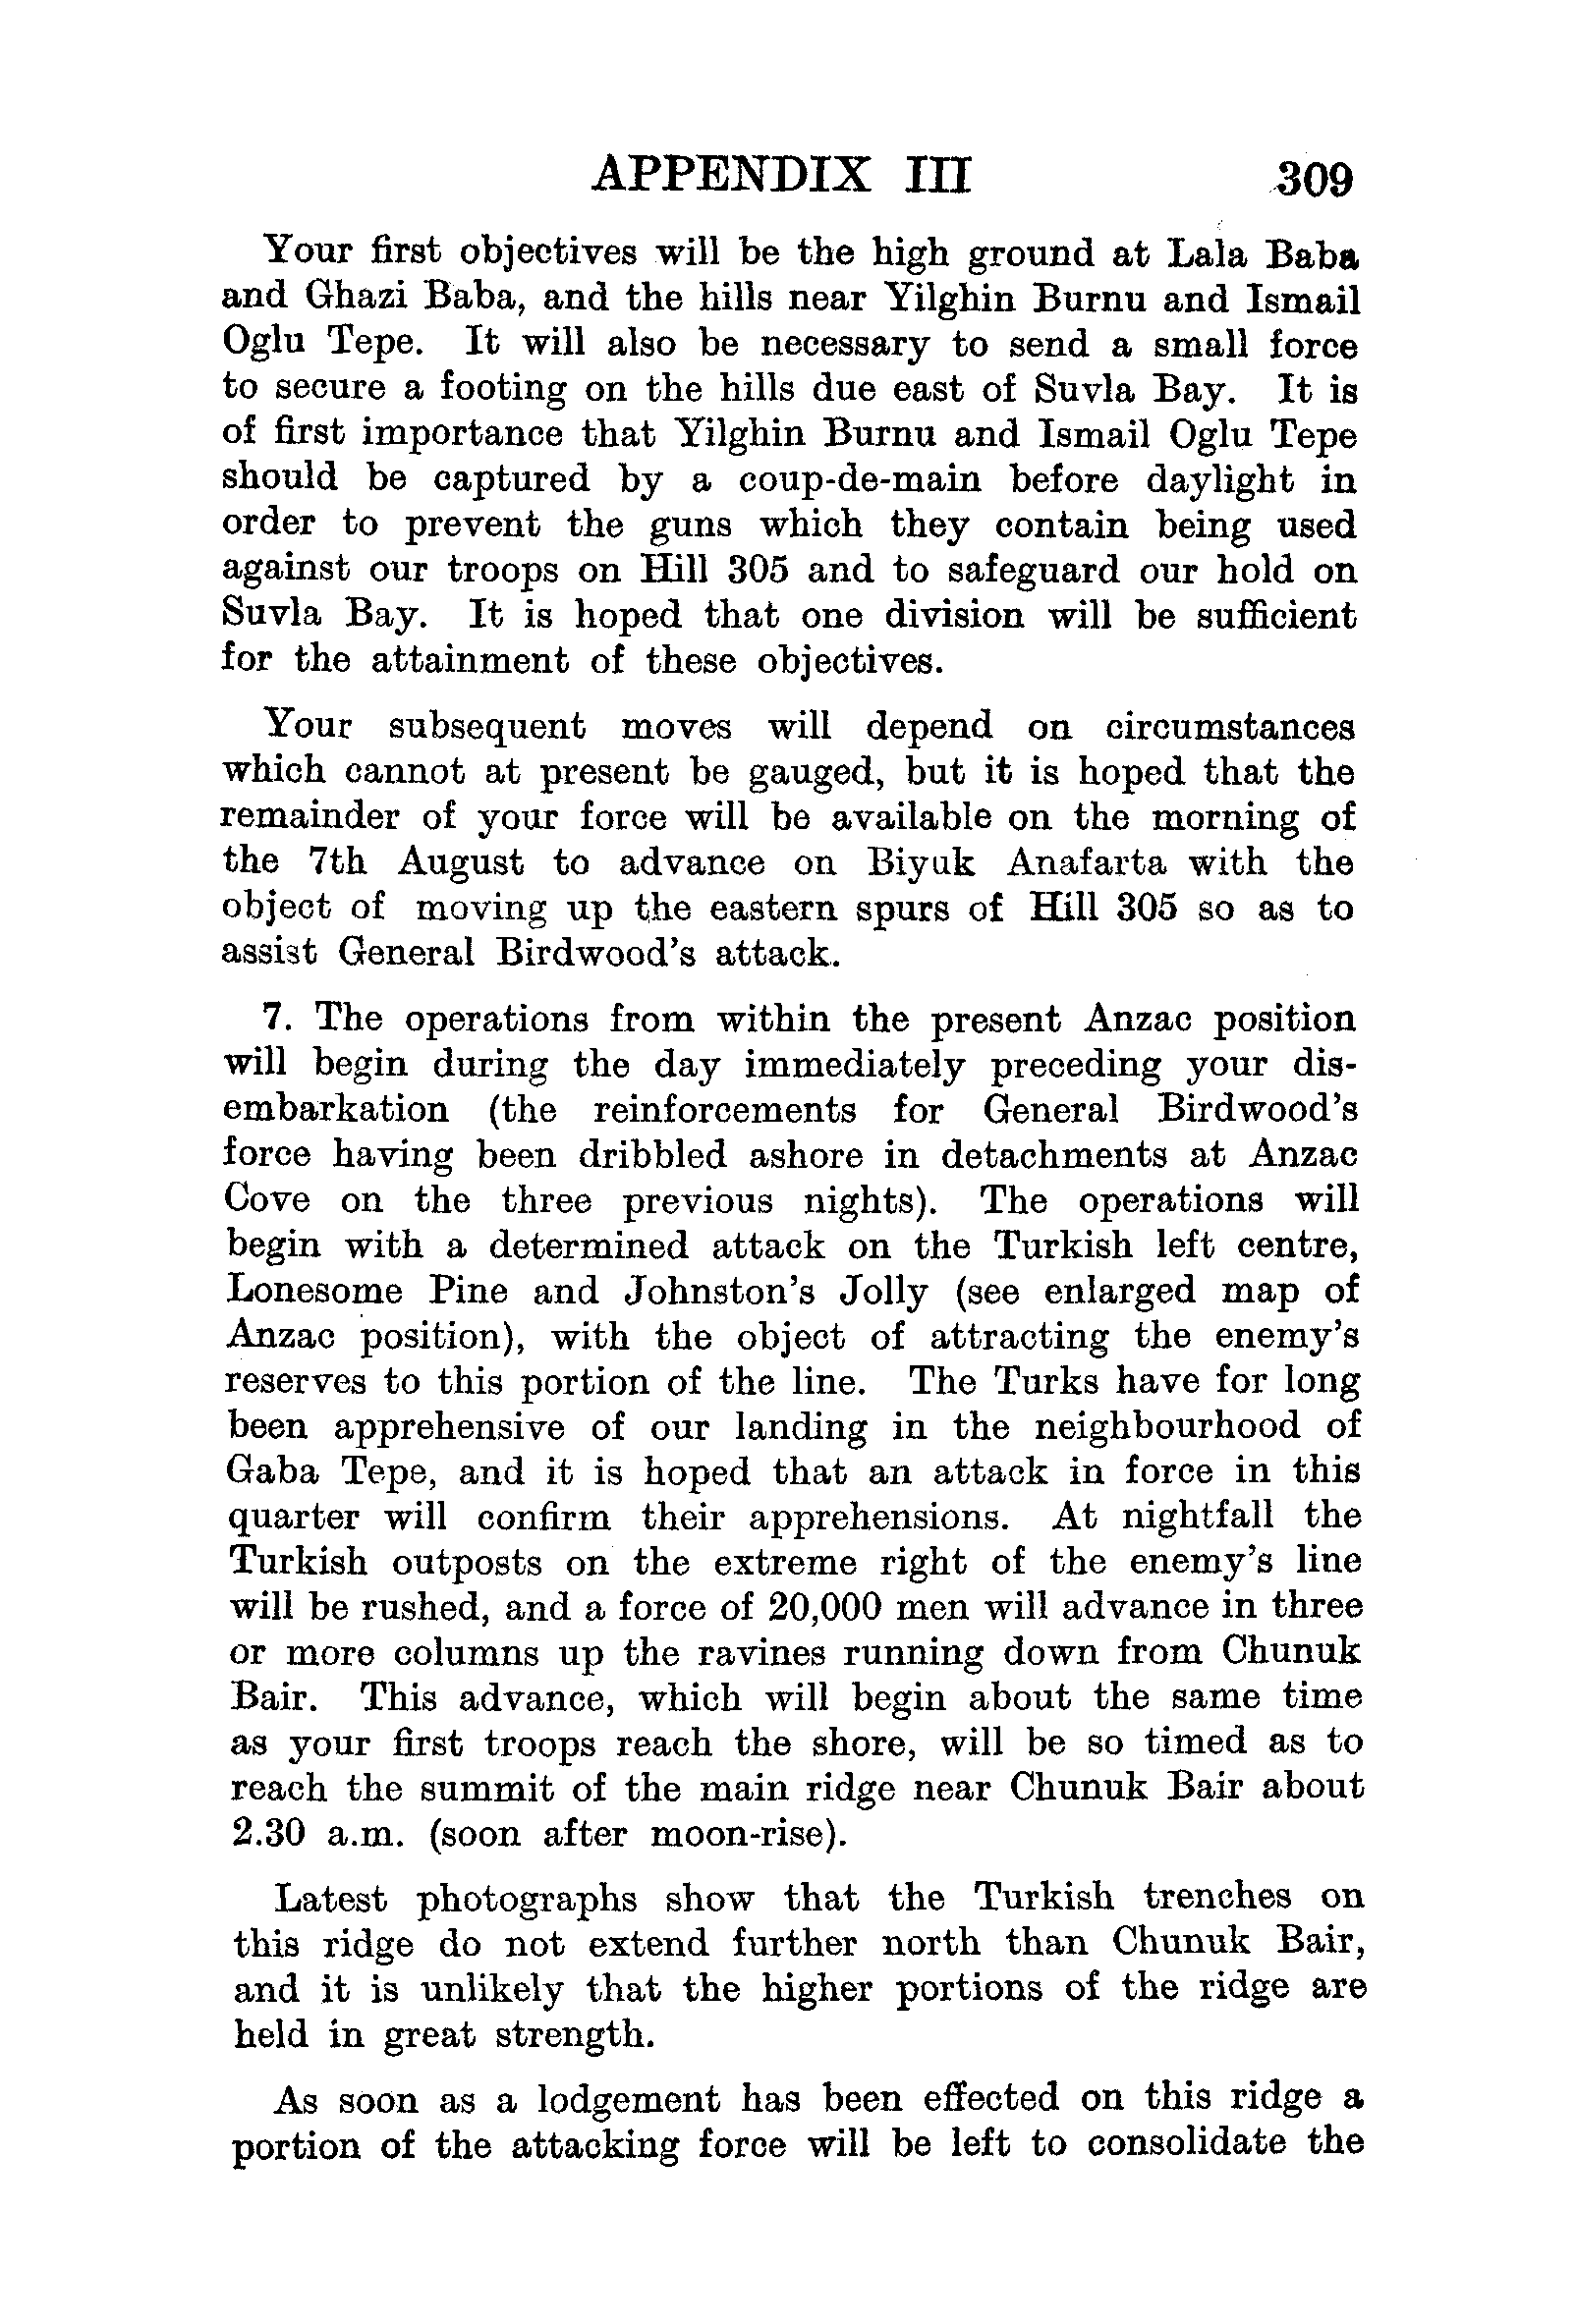 APPENDIX III 309
Your first objectives will be the high ground at Lala Baba
and Ghazi Baba, and the hills near Yilghin Burnu and Ismail
Oglu Tepe. It will also be necessary to send a small force
to secure a footing on the hills due east of Suvla Bay. It is
of first importance that Yilghin Burnu and Ismail Oglu Tepe
should be captured by a coup-de-main before daylight in
order to prevent the guns which they contain being used
against our troops on Hill 305 and to safeguard our hold on
Suvla Bay. It is hoped that one division will be sufficient
for the attainment of these objectives.
Your subsequent moves will depend on circumstances
which cannot at present be gauged, but it is hoped that the
remainder of your force will be available on the morning of
the 7th August to advance on Biyuk Anafarta with the
object of moving up the eastern spurs of Hill 305 so as to
assist General Birdwood's attack.
7. The operations from within the present Anzac position
will begin during the day immediately preceding your dis-
embarkation (the reinforcements for General Birdwood's
force having been dribbled ashore in detachments at Anzac
Cove on the three previous nights). The operations will
begin with a determined attack on the Turkish left centre,
Lonesome Pine and Johnston's Jolly (see enlarged map of
Anzac position), with the object of attracting the enemy's
reserves to this portion of the line. The Turks have for long
been apprehensive of our landing in the neighbourhood of
Gaba Tepe, and it is hoped that an attack in force in this
quarter will confirm their apprehensions. At nightfall the
Turkish outposts on the extreme right of the enemy's line
will be rushed, and a force of 20,000 men will advance in three
or more columns up the ravines running down from Chunuk
Bair. This advance, which will begin about the same time
as your first troops reach the shore, will be so timed as to
reach the summit of the main ridge near Chunuk Bair about
2.30 a.m. (soon after moon-rise).
Latest photographs show that the Turkish trenches on
this ridge do not extend further north than Chunuk Bair,
and it is unlikely that the higher portions of the ridge are
held in great strength.
As soon as a lodgement has been effected on this ridge a
portion of the attacking force will be left to consolidate the